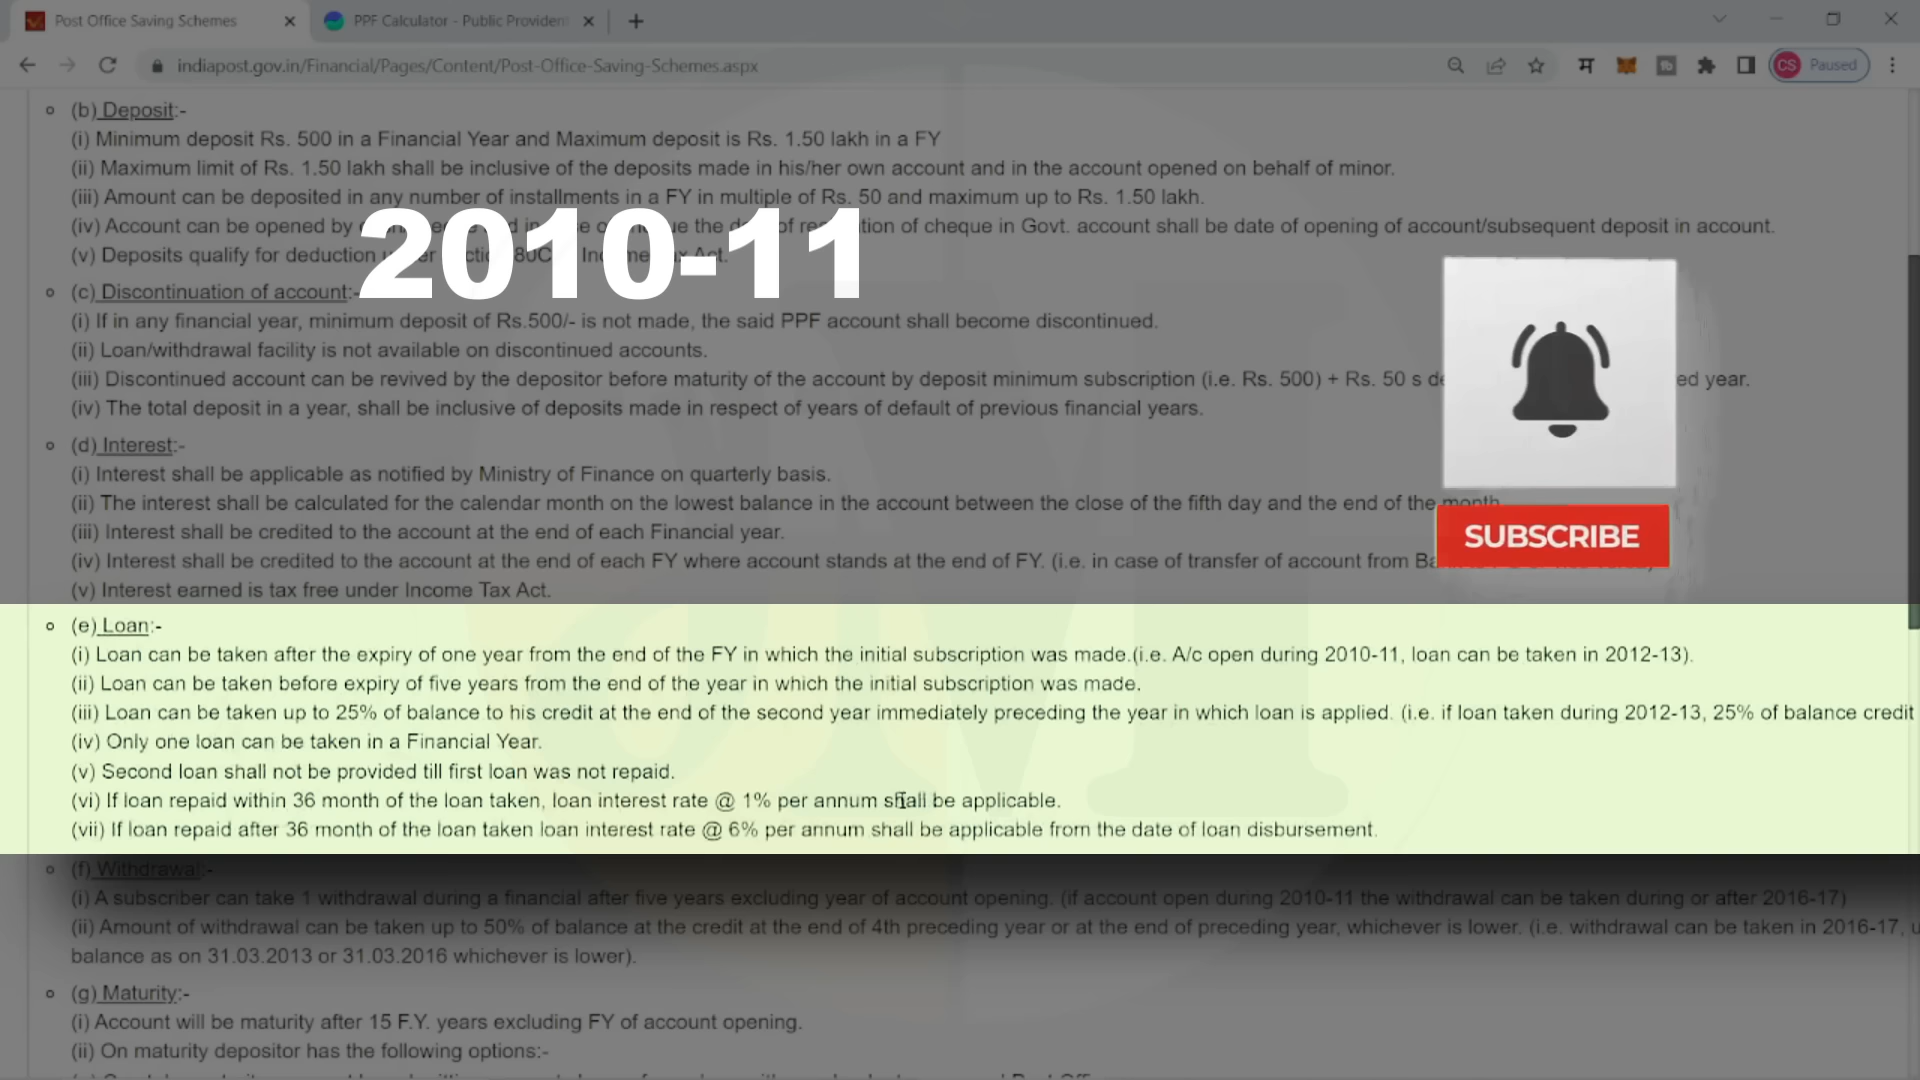 Post Office Saving Schemes
PPF Calculator - Public Provident
indiapost.gov.in/Financial/Pages/Content/Post-Office-Saving-Schemes.aspx
म
CS Paused
(b) Deposit:-
(i) Minimum deposit Rs. 500 in a Financial Year and Maximum deposit is Rs. 1.50 lakh in a FY
(ii) Maximum limit of Rs. 1.50 lakh shall be inclusive of the deposits made in his/her own account and in the account opened on behalf of minor.
(iii) Amount can be deposited in any number of installments in a FY in multiple of Rs. 50 and maximum up to Rs. 1.50 lakh.
(iv) Account can be opened by the of cheque in Govt. account shall be date of opening of account/subsequent deposit in account.
(v) Deposits qualify for deduction Act.
2010-11
(c) Discontinuation of account:-
(i) If in any financial year, minimum deposit of Rs.500/- is not made, the said PPF account shall become discontinued.
(ii) Loan/withdrawal facility is not available on discontinued accounts.
(iii) Discontinued account can be revived by the depositor before maturity of the account by deposit minimum subscription (i.e. Rs. 500) + Rs. 50 year.
(iv) The total deposit in a year, shall be inclusive of deposits made in respect of years of default of previous financial years.
(d) Interest:-
(i) Interest shall be applicable as notified by Ministry of Finance on quarterly basis.
(ii) The interest shall be calculated for the calendar month on the lowest balance in the account between the close of the fifth day and the end of the month.
SUBSCRIBE
(iii) Interest shall be credited to the account at the end of each Financial year.
(iv) Interest shall be credited to the account at the end of each FY where account stands at the end of FY. (i.e. in case of transfer of account from
(v) Interest earned is tax free under Income Tax Act.
(e) Loan:-
(i) Loan can be taken after the expiry of one year from the end of the FY in which the initial subscription was made.(i.e. A/c open during 2010-11, loan can be taken in 2012-13).
(ii) Loan can be taken before expiry of five years from the end of the year in which the initial subscription was made.
(iii) Loan can be taken up to 25% of balance to his credit at the end of the second year immediately preceding the year in which loan is applied. (i.e. if loan taken during 2012-13, 25% of balance credit
(iv) Only one loan can be taken in a Financial Year.
(v) Second loan shall not be provided till first loan was not repaid.
(vi) If loan repaid within 36 month of the loan taken, loan interest rate @ 1% per annum shall be applicable.
(vii) If loan repaid after 36 month of the loan taken loan interest rate @ 6% per annum shall be applicable from the date of loan disbursement.
(f) Withdrawal:-
(i) A subscriber can take 1 withdrawal during a financial after five years excluding year of account opening. (if account open during 2010-11 the withdrawal can be taken during or after 2016-17)
(ii) Amount of withdrawal can be taken up to 50% of balance at the credit at the end of 4th preceding year or at the end of preceding year, whichever is lower. (i.e. withdrawal can be taken in 2016-17,
balance as on 31.03.2013 or 31.03.2016 whichever is lower).
(g) Maturity:-
(i) Account will be maturity after 15 F.Y. years excluding FY of account opening.
(ii) On maturity depositor has the following options:-